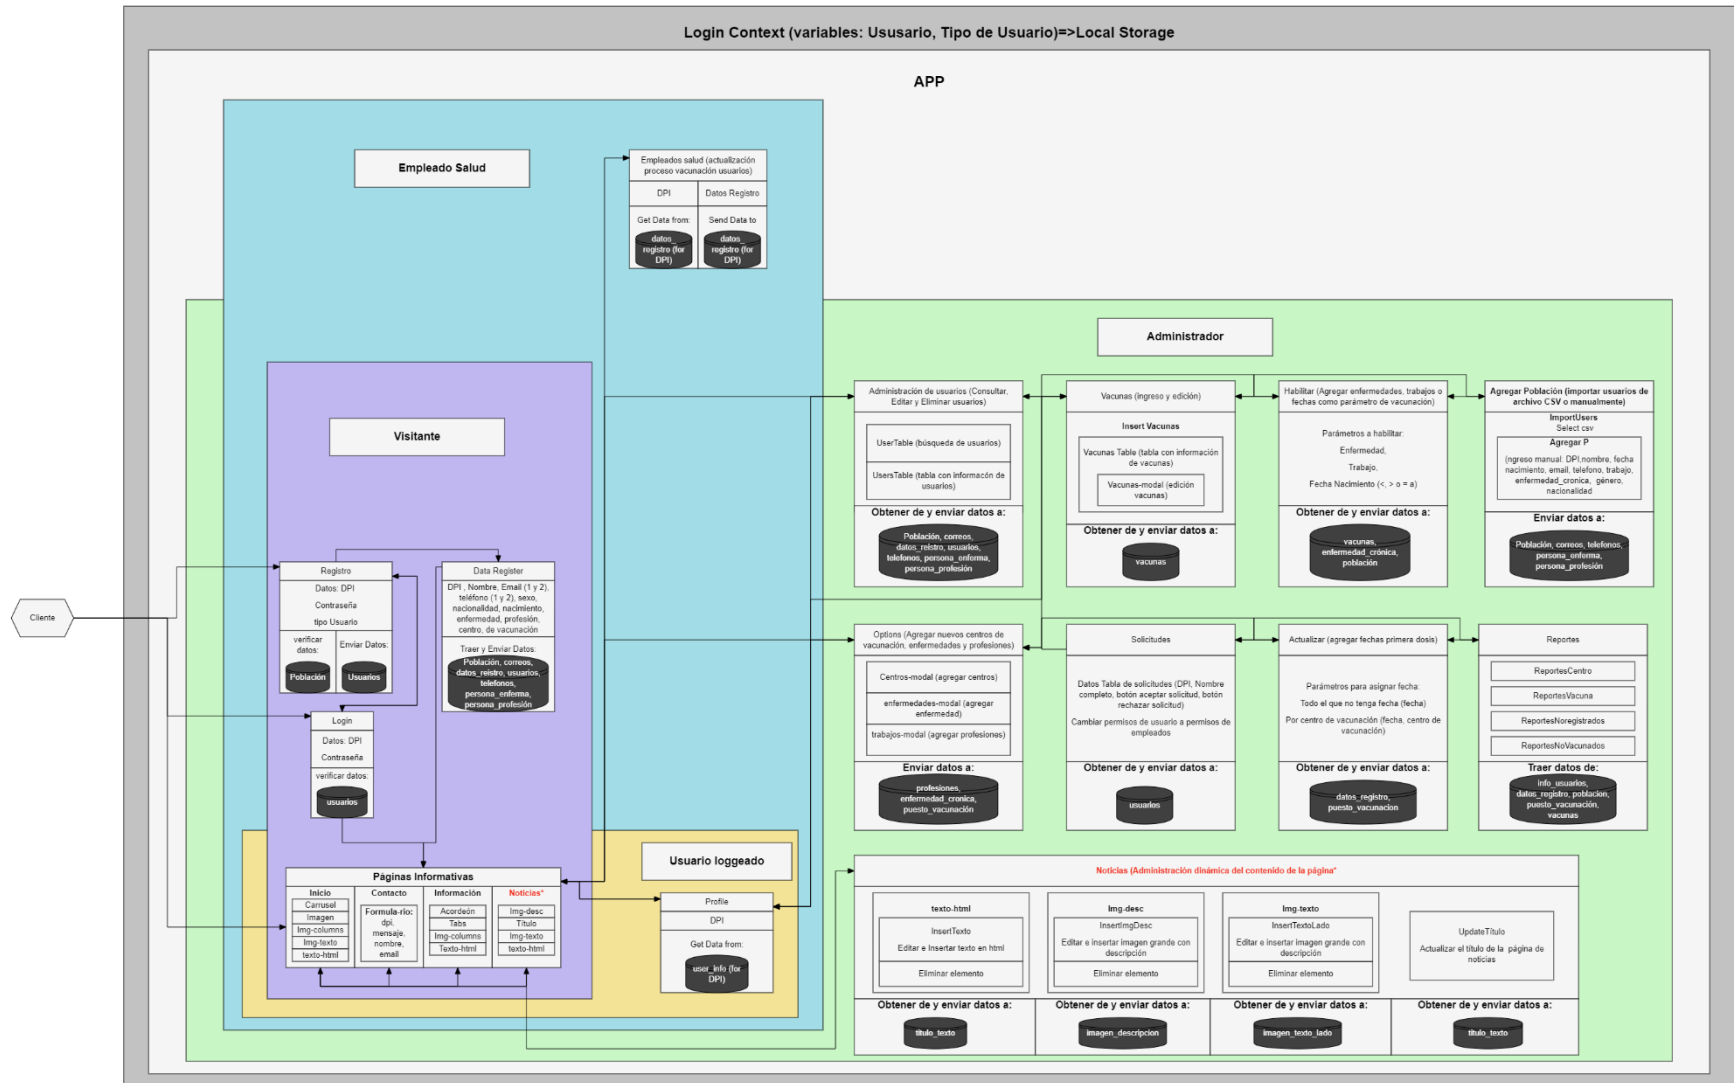 Login Context (variables: Ususario, Tipo de Usuario)=>Local Storage
APP
Empleado Salud
Empleados salud (actualización
proceso vacunación usuarios)
DPI
Datos Registro
Get Data from:
Send Data to
datos_
registro (for
DPI)
datos_
registro (for
DPI)
Visitante
Cliente
Registro
Datos: DPI
Contraseña
tipo Usuario
verificar
datos:
Enviar Datos:
Población
Usuarios
Data Register
DPI , Nombre, Email (1 y 2),
teléfono (1 y 2), sexo,
nacionalidad, nacimiento,
enfermedad, profesión,
centro, de vacunación
Traer y Enviar Datos:
Población, correos,
datos_reistro, usuarios,
telefonos,
persona_enferma,
persona_profesión
Login
Datos: DPI
Contraseña
verificar datos:
usuarios
Usuario loggeado
Páginas Informativas
Inicio
Carrusel
Imagen
Img-columns
Img-texto
texto-html
Contacto
Formula-rio:
dpi,
mensaje,
nombre,
email
Información
Acordeón
Tabs
Img-columns
Texto-html
Noticias*
Img-desc
Título
Img-texto
texto-html
Profile
DPI
Get Data from:
user_info (for
DPI)
Administrador
Administración de usuarios (Consultar,
Editar y Eliminar usuarios)
UserTable (búsqueda de usuarios)
UsersTable (tabla con informacón de
usuarios)
Obtener de y enviar datos a:
Población, correos,
datos_reistro, usuarios,
telefonos, persona_enferma,
persona_profesión
Vacunas (ingreso y edición)
Insert Vacunas
Vacunas Table (tabla con información
de vacunas)
Vacunas-modal (edición
vacunas)
Obtener de y enviar datos a:
vacunas
Habilitar (Agregar enfermedades, trabajos o
fechas como parámetro de vacunación)
Parámetros a habilitar:
Enfermedad,
Trabajo,
Fecha Nacimiento (<, > o = a)
Obtener de y enviar datos a:
vacunas,
enfermedad_crónica,
población
Agregar Población (importar usuarios de
archivo CSV o manualmente)
ImportUsers
Select csv
Agregar P
(ngreso manual: DPI,nombre, fecha
nacimiento, email, telefono, trabajo,
enfermedad_cronica, género,
nacionalidad
Enviar datos a:
Población, correos, telefonos,
persona_enferma,
persona_profesión
Options (Agregar nuevos centros de
vacunación, enfermedades y profesiones)
Centros-modal (agregar centros)
enfermedades-modal (agregar
enfermedad)
trabajos-modal (agregar profesiones)
Enviar datos a:
profesiones,
enfermedad_cronica,
puesto_vacunación
Solicitudes
Datos Tabla de solicitudes (DPI, Nombre
completo, botón aceptar solicitud, botón
rechazar solicitud)
Cambiar permisos de usuario a permisos de
empleados
Obtener de y enviar datos a:
usuarios
Actualizar (agregar fechas primera dosis)
Parámetros para asignar fecha:
Todo el que no tenga fecha (fecha)
Por centro de vacunación (fecha, centro de
vacunación)
Obtener de y enviar datos a:
datos_registro,
puesto_vacunacion
Reportes
ReportesCentro
ReportesVacuna
ReportesNoregistrados
ReportesNoVacunados
Traer datos de:
info_usuarios,
datos_registro, poblacion,
puesto_vacunación,
vacunas
Noticias (Administración dinámica del contenido de la página*
texto-html
InsertTexto
Editar e Insertar texto en html
Eliminar elemento
Img-desc
InsertImgDesc
Editar e insertar imagen grande con
descripción
Eliminar elemento
Img-texto
InsertTextoLado
Editar e insertar imagen grande con
descripción
Eliminar elemento
UpdateTítulo
Actualizar el título de la página de
noticias
Obtener de y enviar datos a:
título_texto
Obtener de y enviar datos a:
imagen_descripcion
Obtener de y enviar datos a:
imagen_texto_lado
Obtener de y enviar datos a:
título_texto